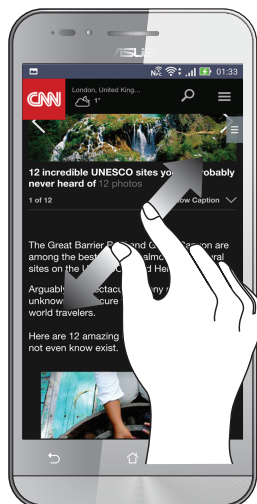 ASUS
01:33
CNN
London, United King...
1°
12 incredible UNESCO sites you
never heard of 12 photos
1 of 12
Caption
The Great Barrier and are
among the best
sites on the
Arguably
unknow
world travelers.
Here are 12 amazing
not even know exist.